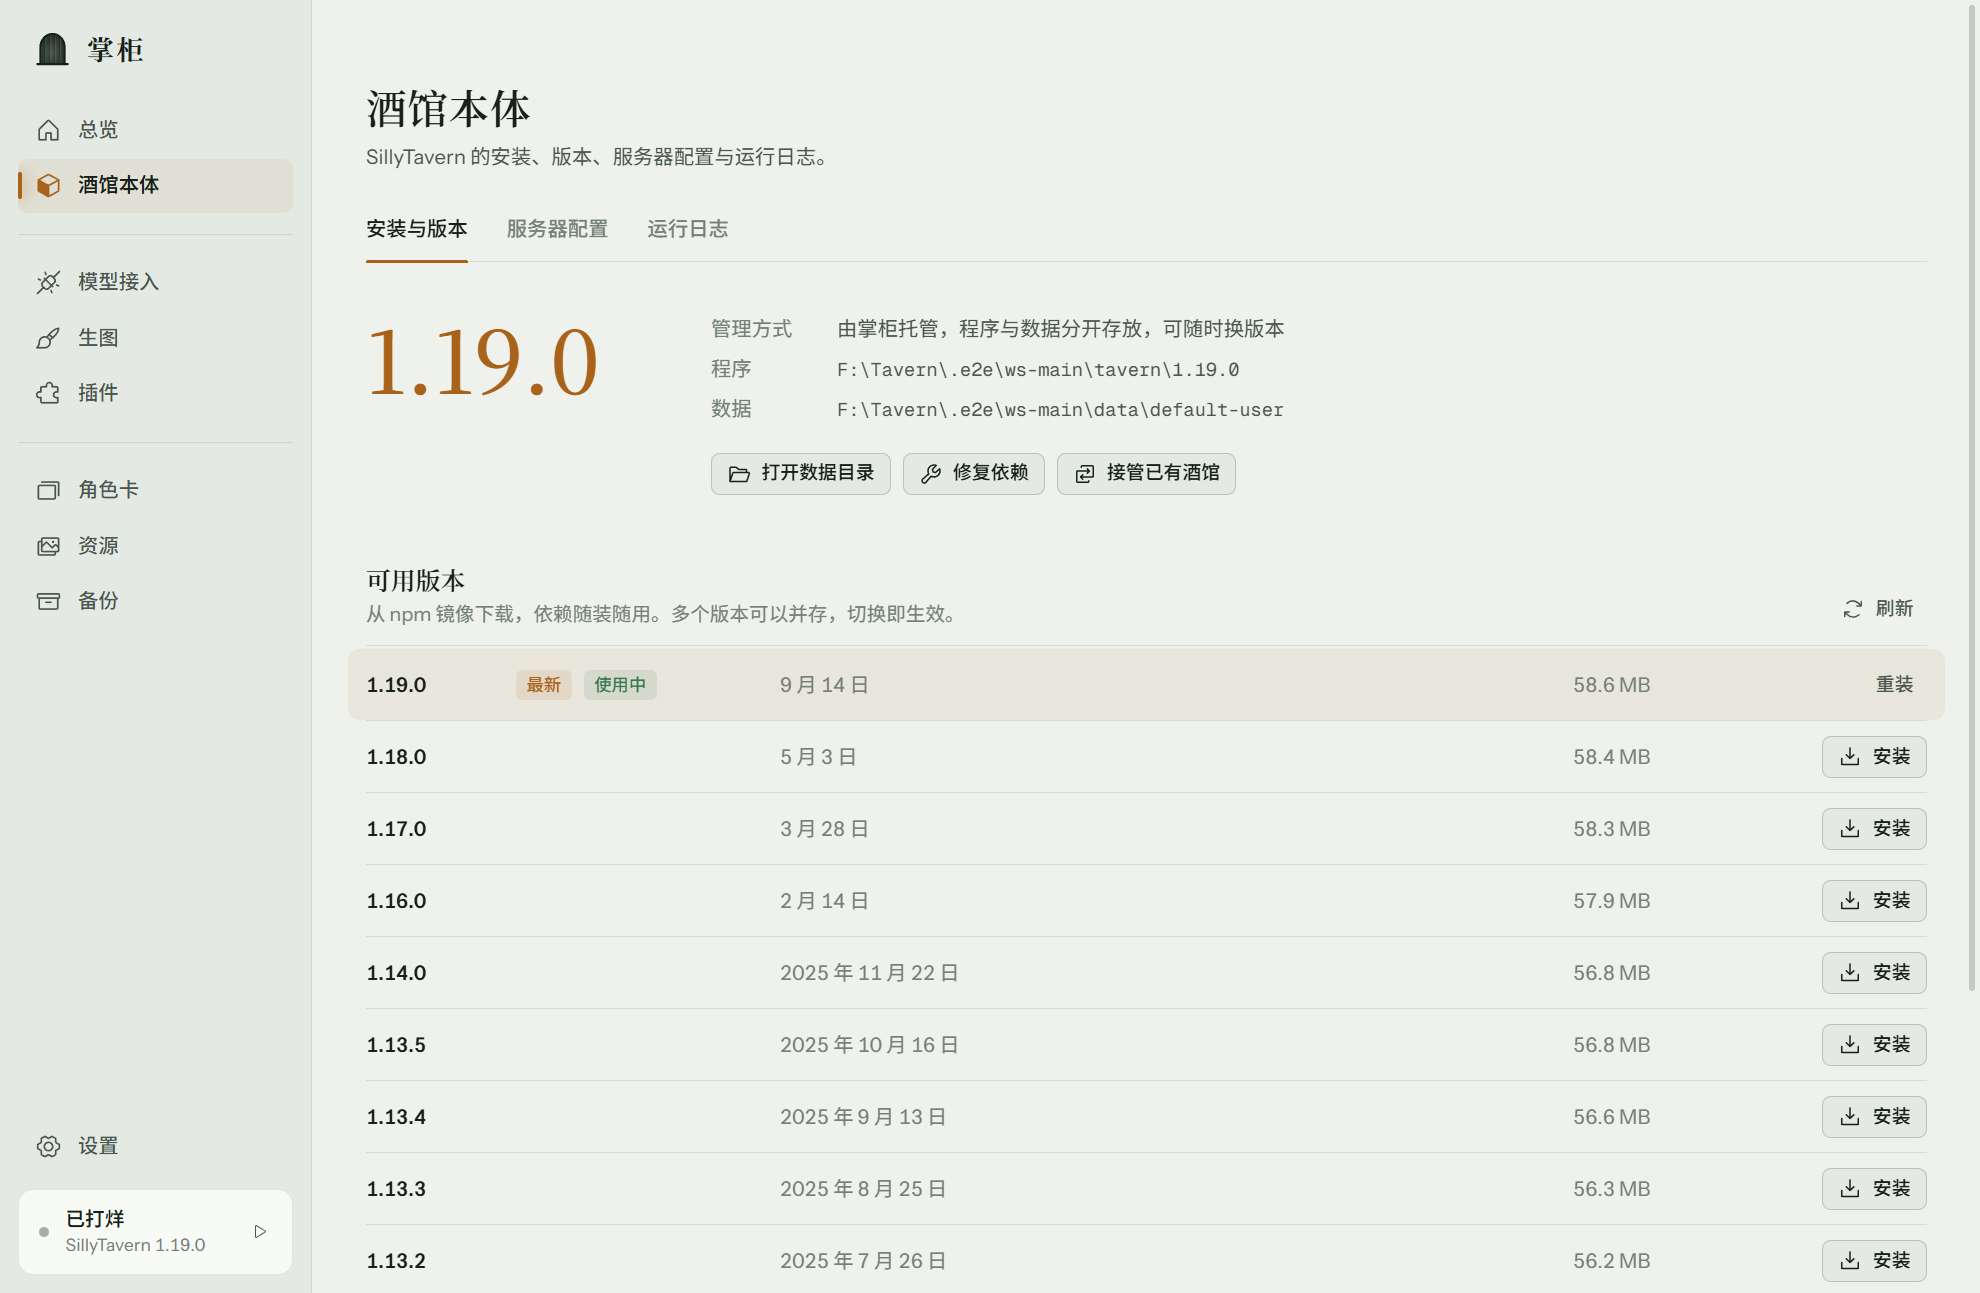 掌柜
总览
酒馆本体
模型接入
生图
插件
角色卡
资源
备份
设置
已打烊
SillyTavern 1.19.0
酒馆本体
SillyTavern 的安装、版本、服务器配置与运行日志。
安装与版本 服务器配置 运行日志
1.19.0
管理方式 由掌柜托管，程序与数据分开存放，可随时换版本
程序 F:\Tavern\.e2e\ws-main\tavern\1.19.0
数据 F:\Tavern\.e2e\ws-main\data\default-user
打开数据目录 修复依赖 接管已有酒馆
可用版本
从 npm 镜像下载，依赖随装随用。多个版本可以并存，切换即生效。
刷新
1.19.0 最新 使用中 9 月 14 日 58.6 MB 重装
1.18.0 5 月 3 日 58.4 MB 安装
1.17.0 3 月 28 日 58.3 MB 安装
1.16.0 2 月 14 日 57.9 MB 安装
1.14.0 2025 年 11 月 22 日 56.8 MB 安装
1.13.5 2025 年 10 月 16 日 56.8 MB 安装
1.13.4 2025 年 9 月 13 日 56.6 MB 安装
1.13.3 2025 年 8 月 25 日 56.3 MB 安装
1.13.2 2025 年 7 月 26 日 56.2 MB 安装